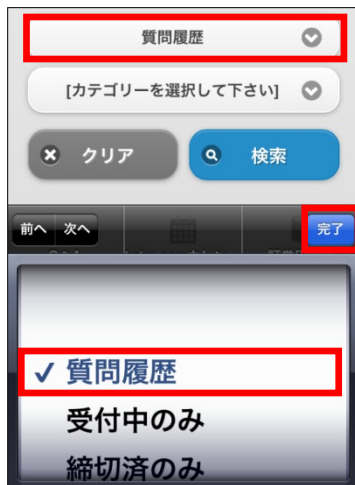 質問履歴
[カテゴリーを選択して下さい]
クリア 検索
前へ 次へ 完了
質問履歴
受付中のみ
締切済のみ